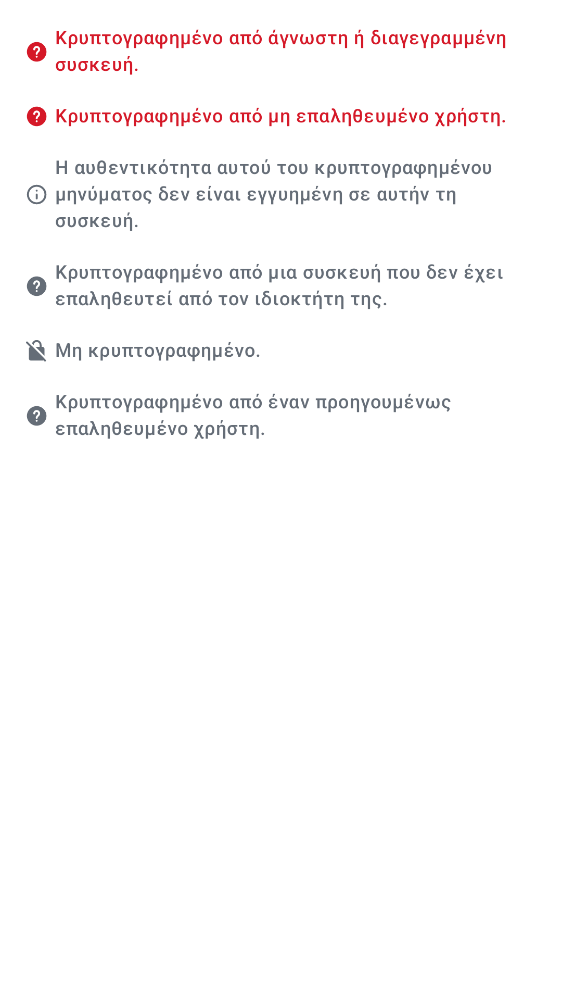 Κρυπτογραφημένο από άγνωστη ή διαγεγραμμένη
συσκευή.
Κρυπτογραφημένο από μη επαληθευμένο χρήστη.
Η αυθεντικότητα αυτού του κρυπτογραφημένου
μηνύματος δεν είναι εγγυημένη σε αυτήν τη
συσκευή.
Κρυπτογραφημένο από μια συσκευή που δεν έχει
επαληθευτεί από τον ιδιοκτήτη της.
Μη κρυπτογραφημένο.
Κρυπτογραφημένο από έναν προηγουμένως
επαληθευμένο χρήστη.